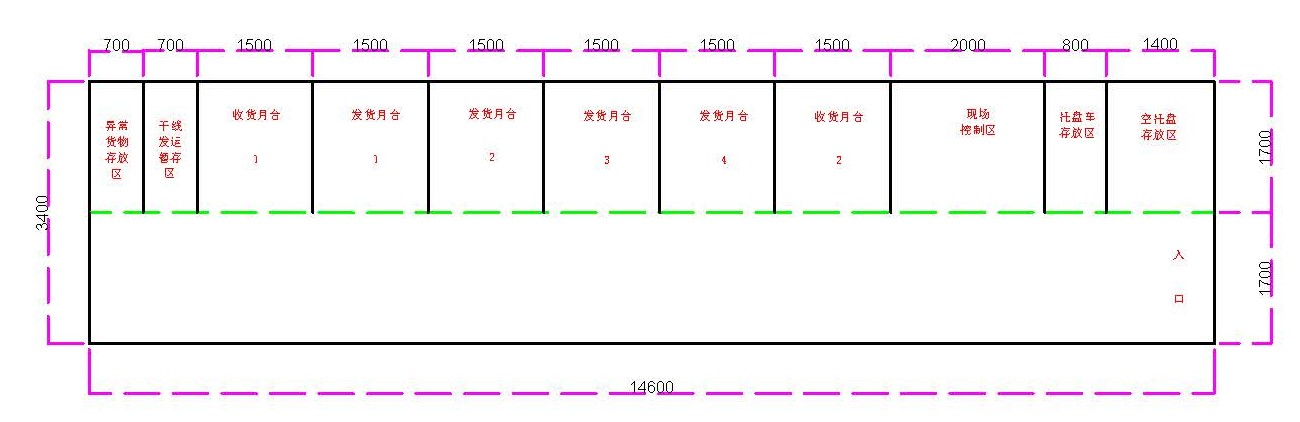 700 700 1500 1500 1500 1500 1500 1500 2000 800 1400
异常
货物
存放
区
干线
发运
暂存
区
收货月台
1
发货月台
1
发货月台
2
发货月台
3
发货月台
4
收货月台
2
现场
控制区
托盘车
存放区
空托盘
存放区
1700
3400
入
口
1700
14600